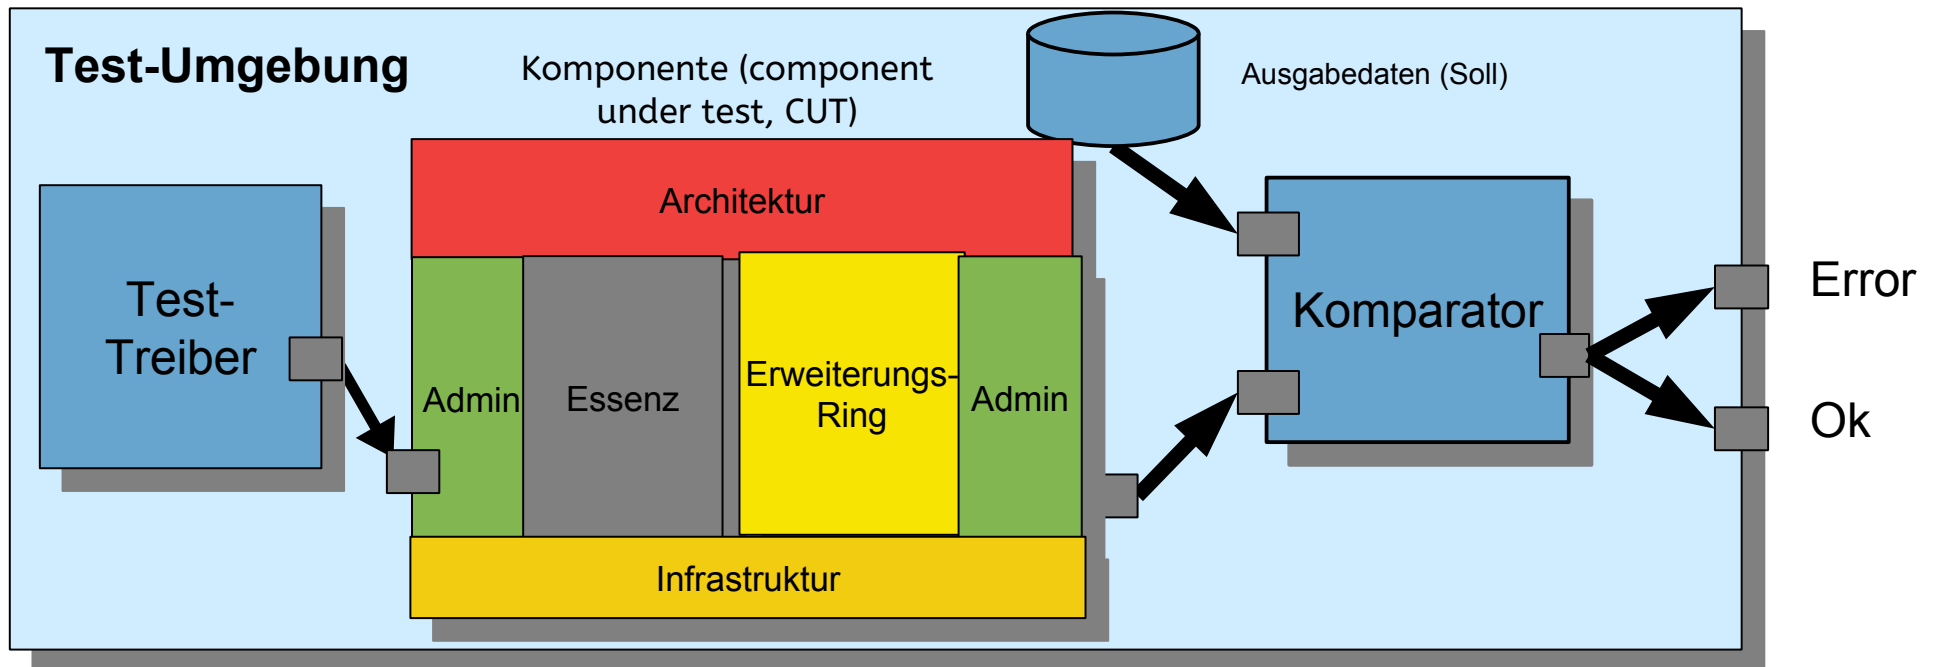 Test-Umgebung
Komponente (component
under test, CUT)
Ausgabedaten (Soll)
Architektur
Test-
Treiber
Admin
Essenz
Erweiterungs-
Ring
Admin
Infrastruktur
Komparator
Error
Ok